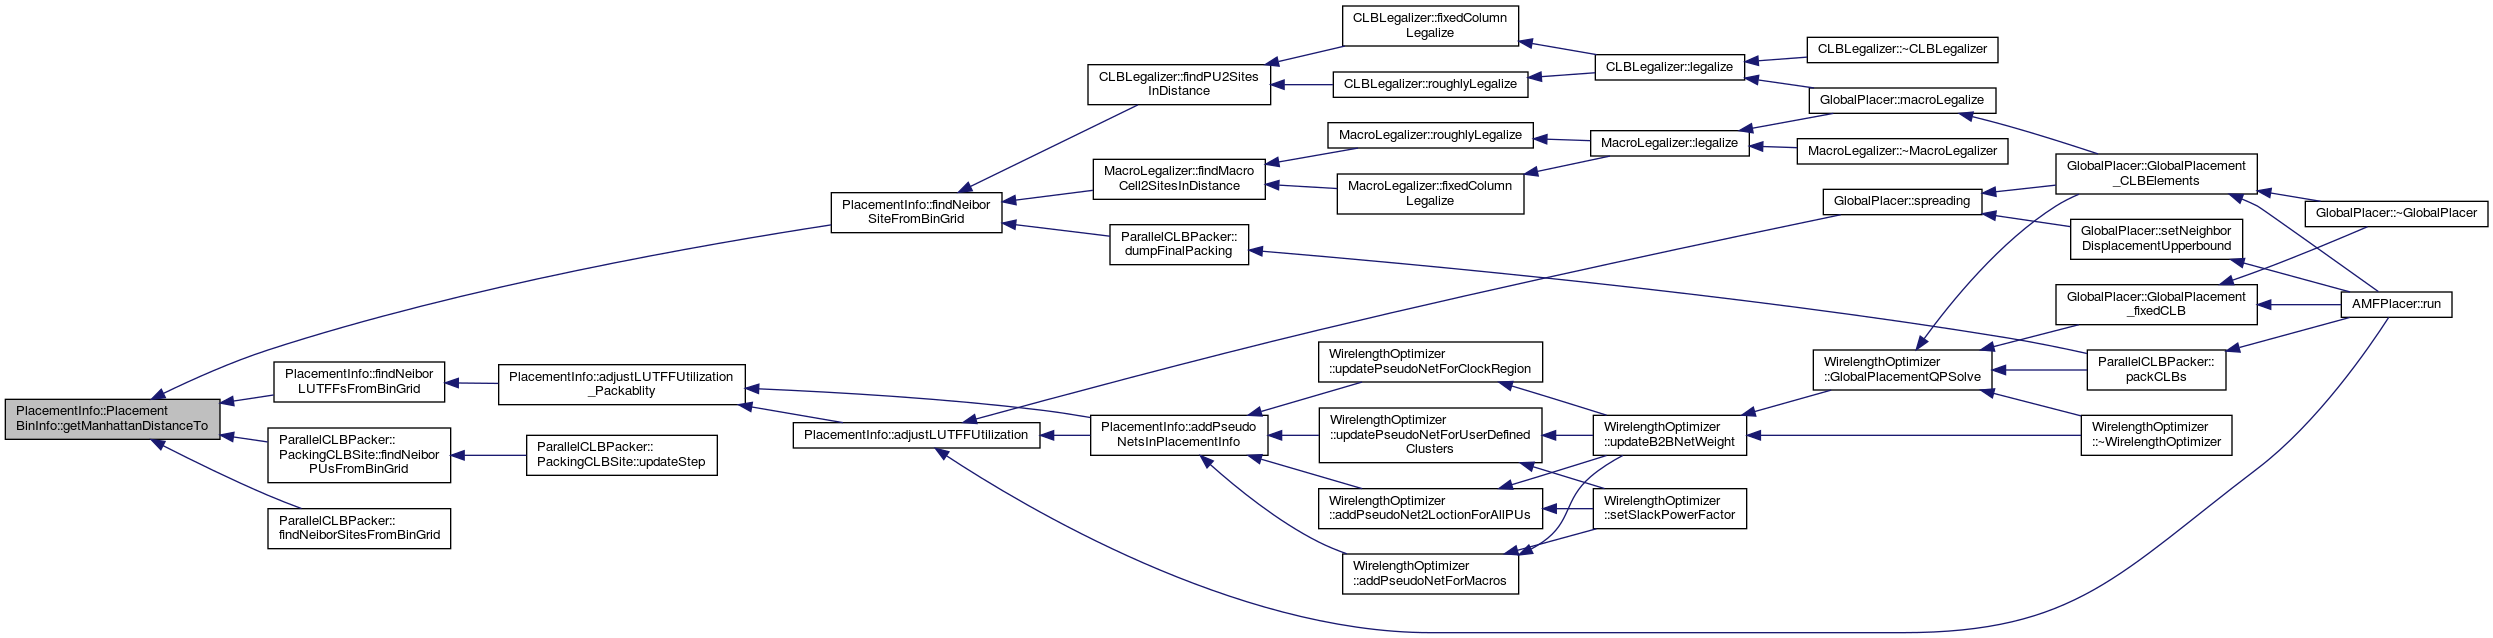 PlacementInfo::Placement
BinInfo::getManhattanDistanceTo
PlacementInfo::findNeibor
SiteFromBinGrid
CLBLegalizer::findPU2Sites
InDistance
CLBLegalizer::fixedColumn
Legalize
CLBLegalizer::legalize
CLBLegalizer::~CLBLegalizer
GlobalPlacer::macroLegalize
GlobalPlacer::GlobalPlacement
_CLBElements
GlobalPlacer::~GlobalPlacer
AMFPlacer::run
CLBLegalizer::roughlyLegalize
MacroLegalizer::findMacro
Cell2SitesInDistance
MacroLegalizer::roughlyLegalize
MacroLegalizer::legalize
MacroLegalizer::~MacroLegalizer
MacroLegalizer::fixedColumn
Legalize
ParallelCLBPacker::
dumpFinalPacking
ParallelCLBPacker::
packCLBs
PlacementInfo::findNeibor
LUTFFsFromBinGrid
PlacementInfo::adjustLUTFFUtilization
_Packablity
PlacementInfo::adjustLUTFFUtilization
GlobalPlacer::spreading
GlobalPlacer::setNeighbor
DisplacementUpperbound
PlacementInfo::addPseudo
NetsInPlacementInfo
WirelengthOptimizer
::updatePseudoNetForClockRegion
WirelengthOptimizer
::updateB2BNetWeight
WirelengthOptimizer
::GlobalPlacementQPSolve
GlobalPlacer::GlobalPlacement
_fixedCLB
WirelengthOptimizer
::~WirelengthOptimizer
WirelengthOptimizer
::updatePseudoNetForUserDefined
Clusters
WirelengthOptimizer
::setSlackPowerFactor
WirelengthOptimizer
::addPseudoNet2LoctionForAllPUs
WirelengthOptimizer
::addPseudoNetForMacros
ParallelCLBPacker::
PackingCLBSite::findNeibor
PUsFromBinGrid
ParallelCLBPacker::
PackingCLBSite::updateStep
ParallelCLBPacker::
findNeiborSitesFromBinGrid